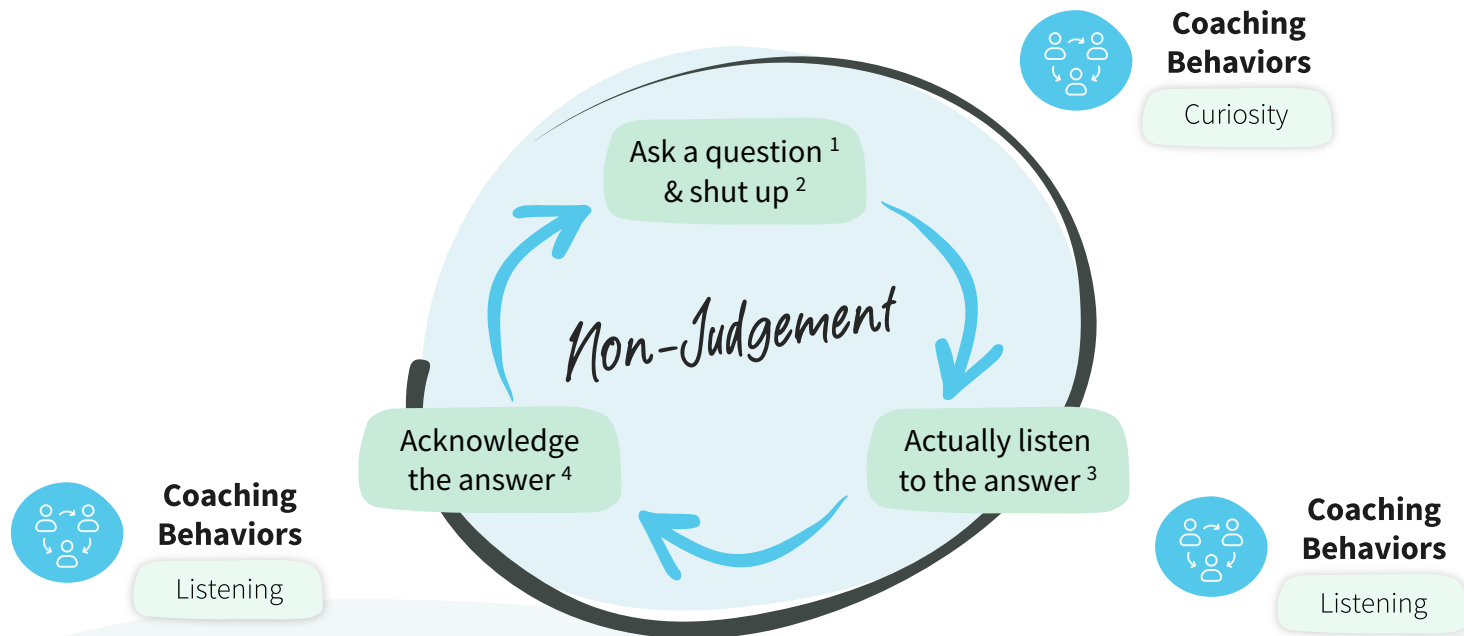 Coaching
Behaviors
Curiosity
Ask a question ¹
& shut up ²
Non-Judgement
Acknowledge
the answer ⁴
Actually listen
to the answer ³
Coaching
Behaviors
Listening
Coaching
Behaviors
Listening